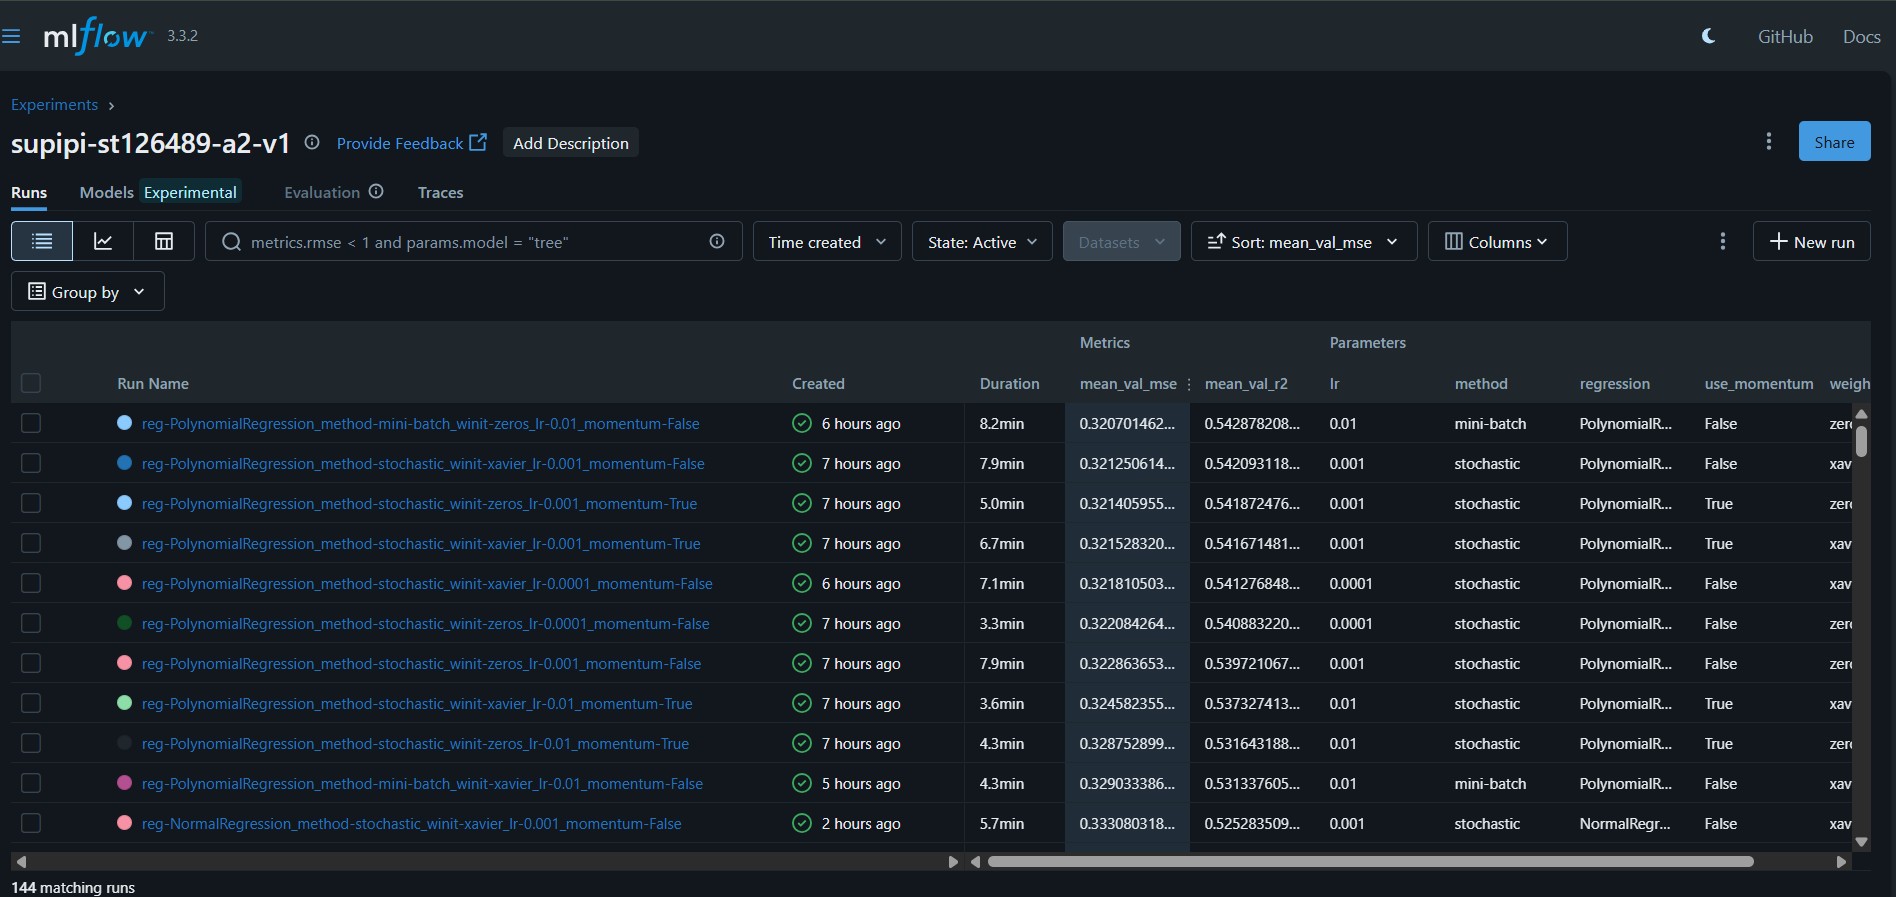 mlflow 3.3.2 GitHub Docs
Experiments
supipi-st126489-a2-v1 Provide Feedback Add Description Share
Runs Models Experimental Evaluation Traces
metrics.rmse < 1 and params.model = "tree" Time created State: Active Datasets Sort: mean_val_mse Columns New run
Group by
Metrics Parameters
Run Name Created Duration mean_val_mse mean_val_r2 lr method regression use_momentum weigh
reg-PolynomialRegression_method-mini-batch_winit-zeros_lr-0.01_momentum-False 6 hours ago 8.2min 0.320701462... 0.542878208... 0.01 mini-batch PolynomialR... False zero
reg-PolynomialRegression_method-stochastic_winit-xavier_lr-0.001_momentum-False 7 hours ago 7.9min 0.321250614... 0.542093118... 0.001 stochastic PolynomialR... False xav
reg-PolynomialRegression_method-stochastic_winit-zeros_lr-0.001_momentum-True 7 hours ago 5.0min 0.321405955... 0.541872476... 0.001 stochastic PolynomialR... True zero
reg-PolynomialRegression_method-stochastic_winit-xavier_lr-0.001_momentum-True 7 hours ago 6.7min 0.321528320... 0.541671481... 0.001 stochastic PolynomialR... True xav
reg-PolynomialRegression_method-stochastic_winit-xavier_lr-0.0001_momentum-False 6 hours ago 7.1min 0.321810503... 0.541276848... 0.0001 stochastic PolynomialR... False xav
reg-PolynomialRegression_method-stochastic_winit-zeros_lr-0.0001_momentum-False 7 hours ago 3.3min 0.322084264... 0.540883220... 0.0001 stochastic PolynomialR... False zero
reg-PolynomialRegression_method-stochastic_winit-zeros_lr-0.001_momentum-False 7 hours ago 7.9min 0.322863653... 0.539721067... 0.001 stochastic PolynomialR... False zero
reg-PolynomialRegression_method-stochastic_winit-xavier_lr-0.01_momentum-True 7 hours ago 3.6min 0.324582355... 0.537327413... 0.01 stochastic PolynomialR... True xav
reg-PolynomialRegression_method-stochastic_winit-zeros_lr-0.01_momentum-True 7 hours ago 4.3min 0.328752899... 0.531643188... 0.01 stochastic PolynomialR... True zero
reg-PolynomialRegression_method-mini-batch_winit-xavier_lr-0.01_momentum-False 5 hours ago 4.3min 0.329033386... 0.531337605... 0.01 mini-batch PolynomialR... False xav
reg-NormalRegression_method-stochastic_winit-xavier_lr-0.001_momentum-False 2 hours ago 5.7min 0.333080318... 0.525283509... 0.001 stochastic NormalRegr... False xav
144 matching runs